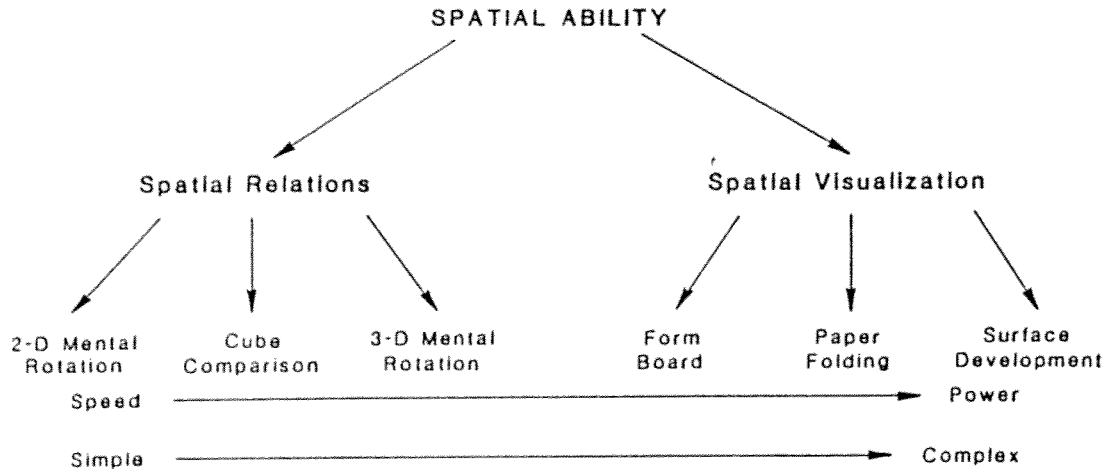 SPATIAL ABILITY
Spatial Relations
Spatial Visualization
2-D Mental
Rotation
Cube
Comparison
3-D Mental
Rotation
Form
Board
Paper
Folding
Surface
Development
Speed
Power
Simple
Complex